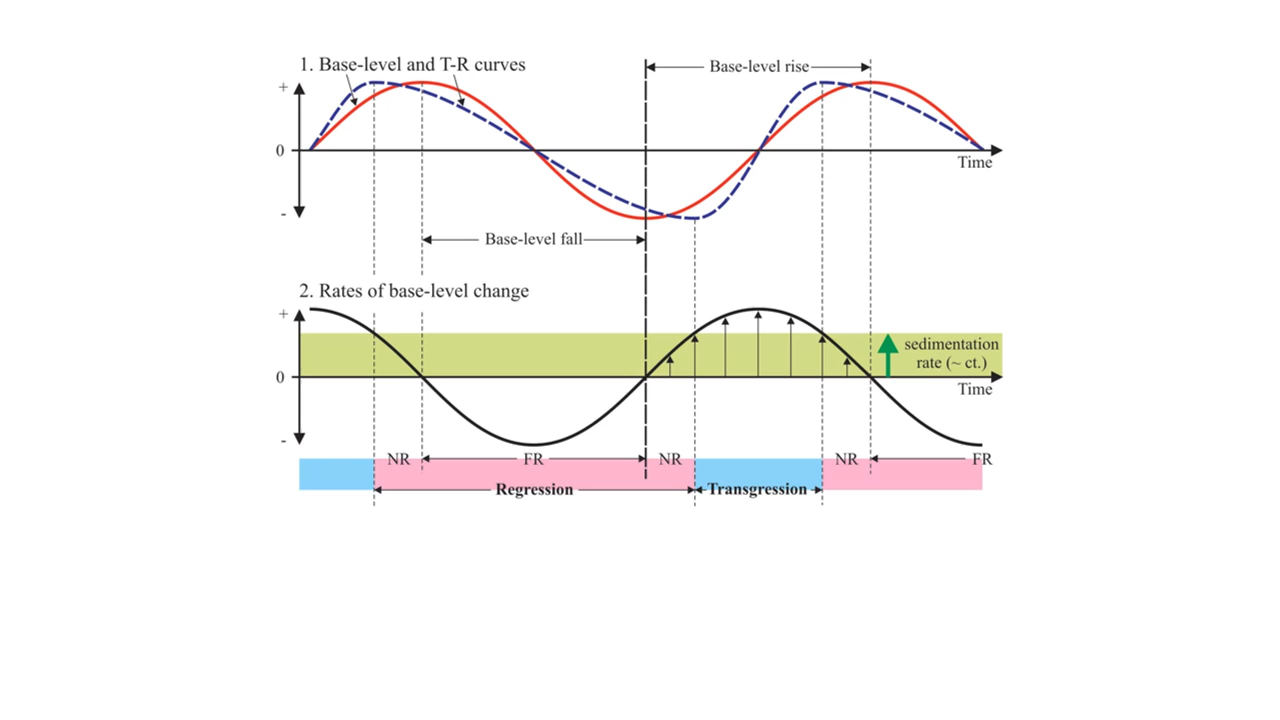 1. Base-level and T-R curves
Base-level rise
+
0
Time
-
Base-level fall
2. Rates of base-level change
+
sedimentation
rate (~ ct.)
0
Time
-
NR FR NR NR FR
Regression Transgression